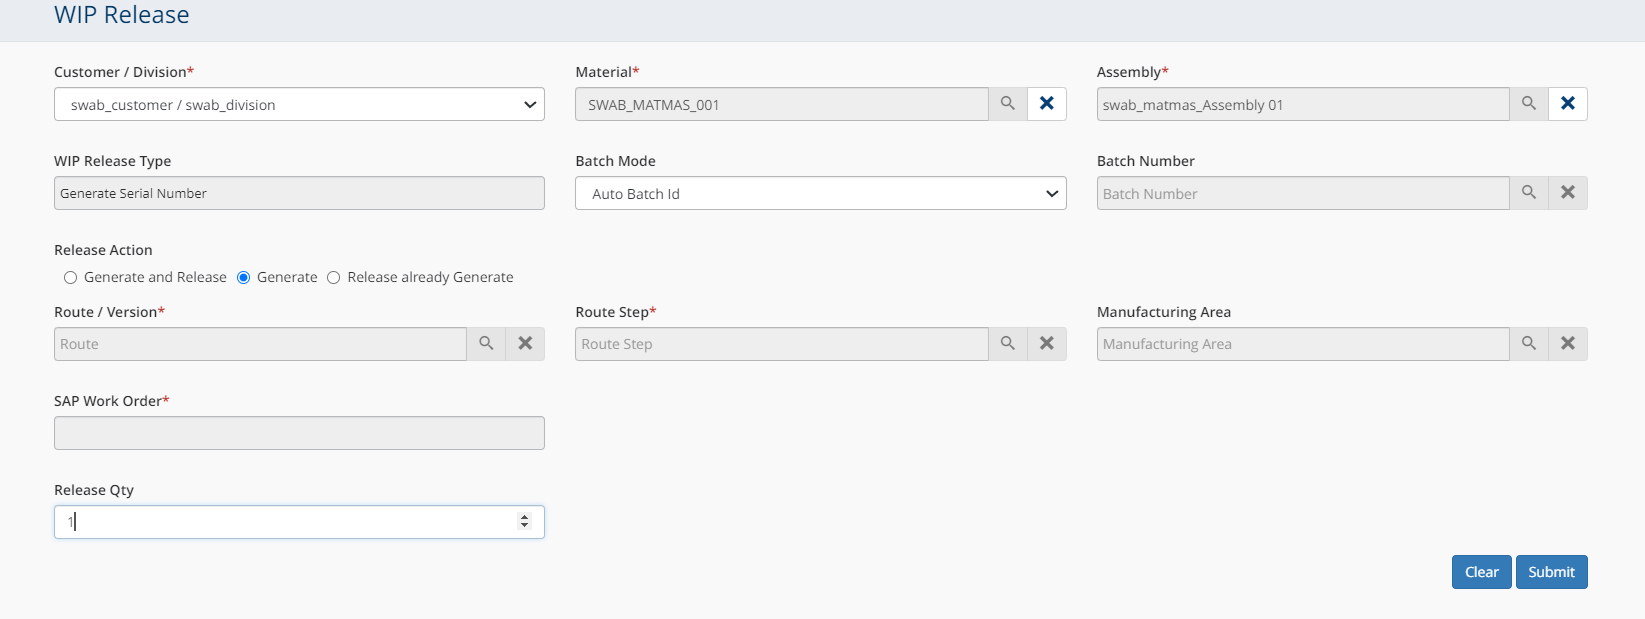 WIP Release
Customer / Division* Material* Assembly*
swab_customer / swab_division SWAB_MATMAS_001 swab_matmas_Assembly 01
WIP Release Type Batch Mode Batch Number
Generate Serial Number Auto Batch Id Batch Number
Release Action
Generate and Release Generate Release already Generate
Route / Version* Route Step* Manufacturing Area
Route Route Step Manufacturing Area
SAP Work Order*
Release Qty
1
Clear Submit